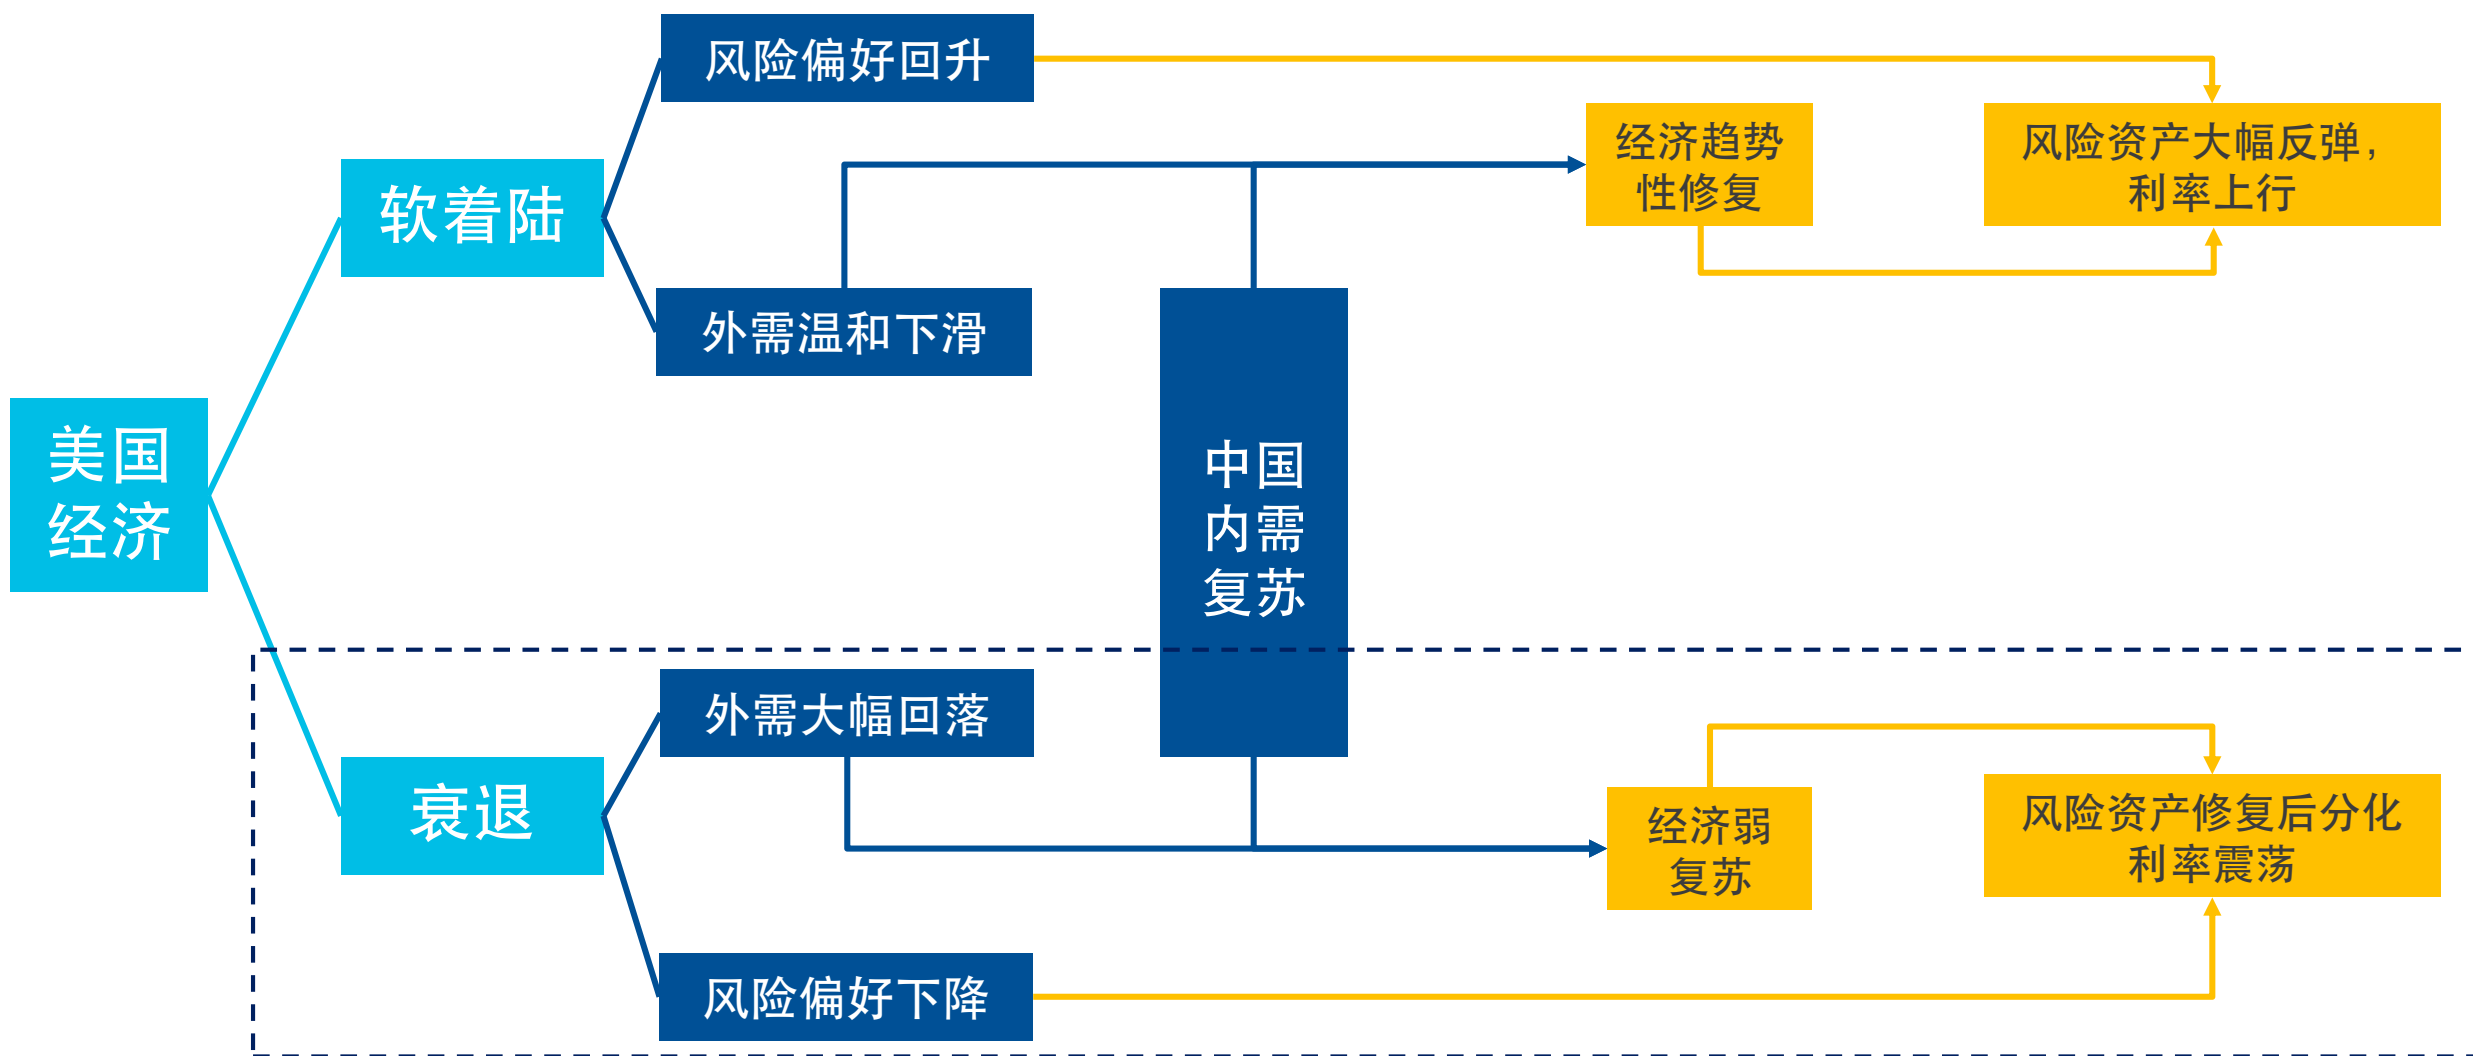 风险偏好回升
经济趋势
性修复
风险资产大幅反弹，
利率上行
软着陆
外需温和下滑
美国
经济
中国
内需
复苏
外需大幅回落
衰退
经济弱
复苏
风险资产修复后分化
利率震荡
风险偏好下降